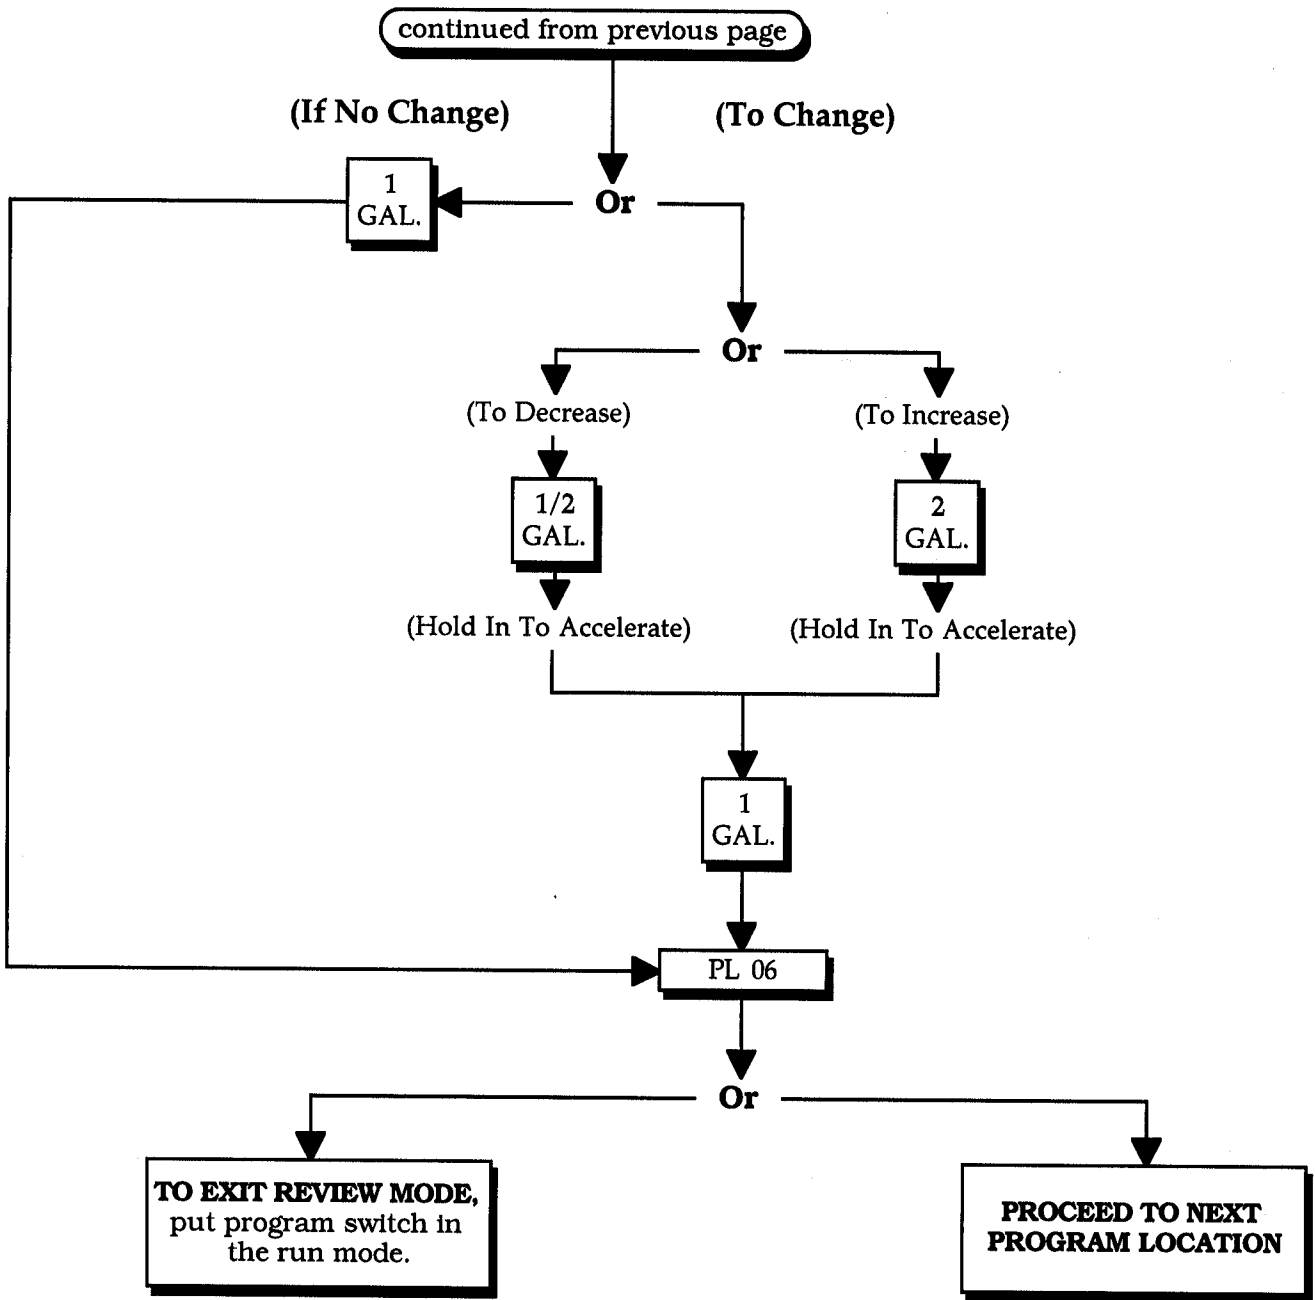 continued from previous page
(If No Change)
(To Change)
1
GAL.
Or
Or
(To Decrease)
(To Increase)
1/2
GAL.
2
GAL.
(Hold In To Accelerate)
(Hold In To Accelerate)
1
GAL.
PL 06
Or
TO EXIT REVIEW MODE,
put program switch in
the run mode.
PROCEED TO NEXT
PROGRAM LOCATION